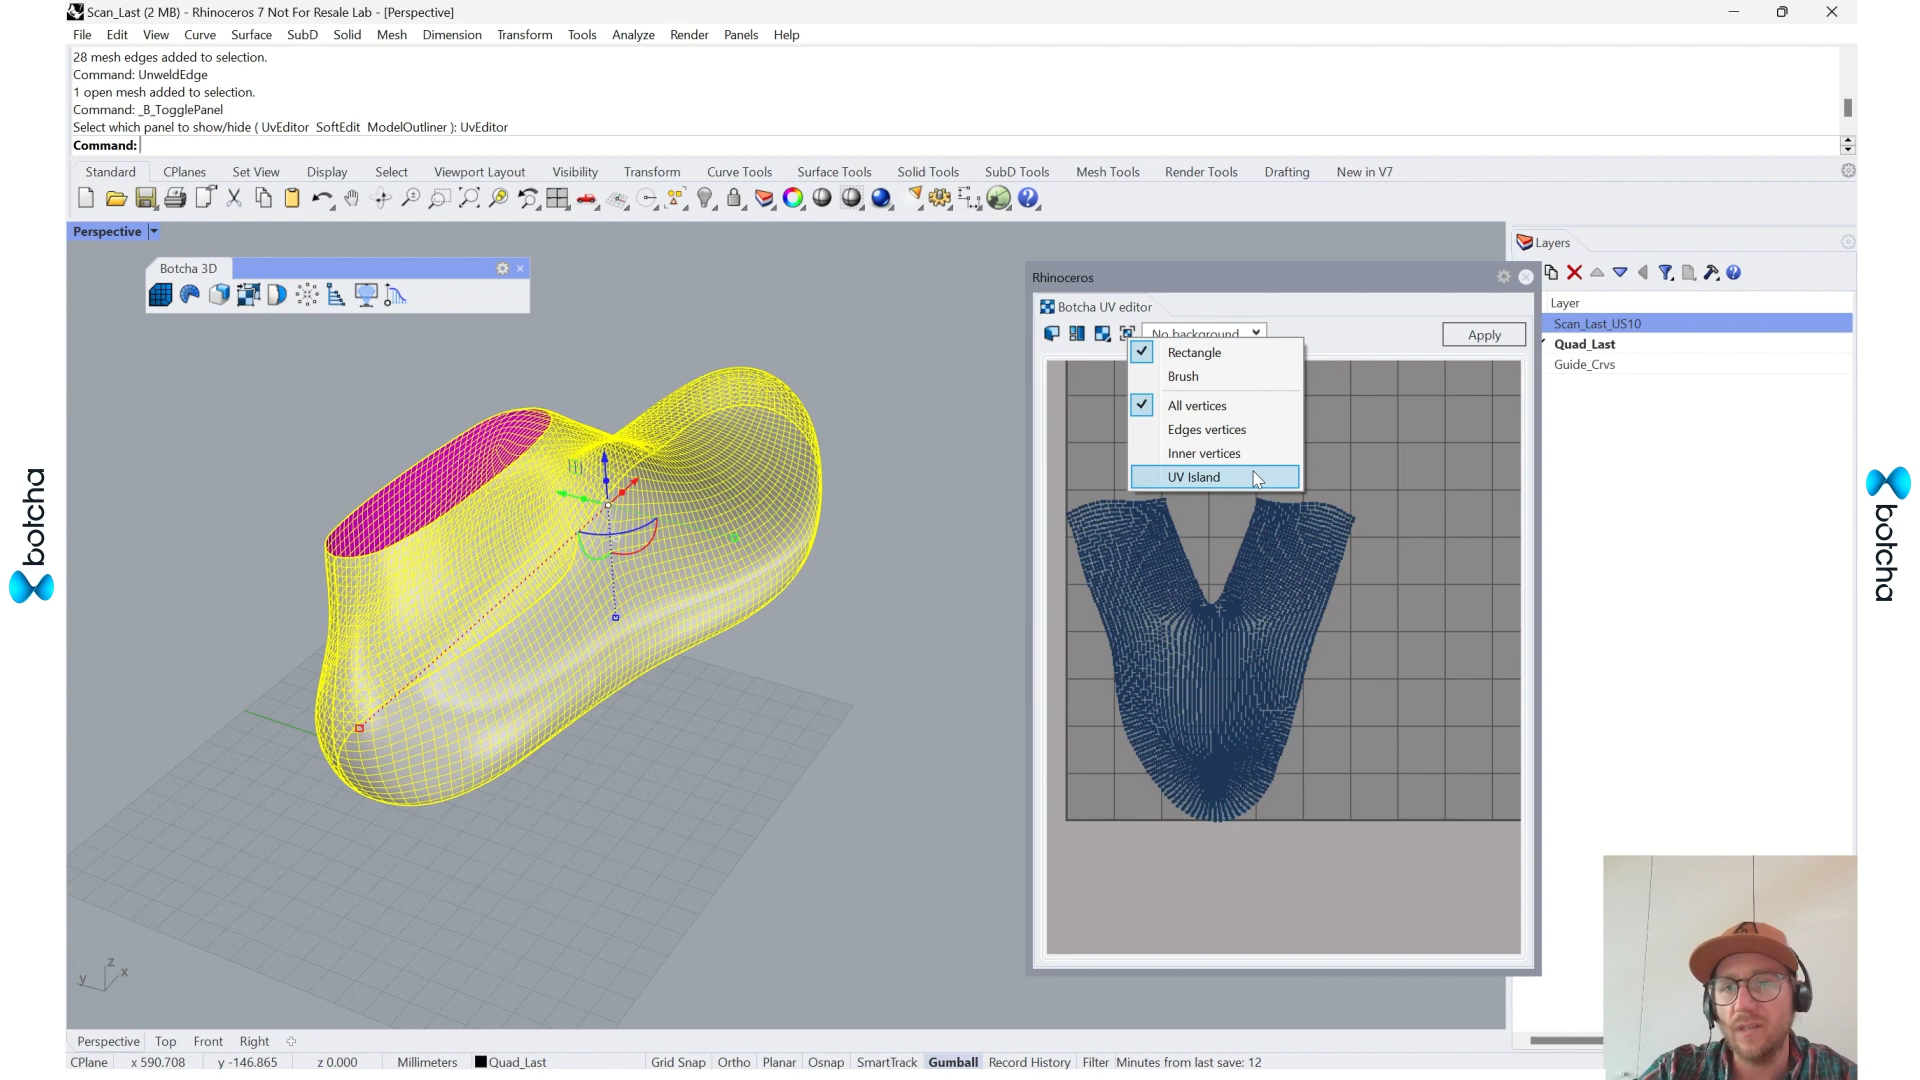 Scan_Last (2 MB) - Rhinoceros 7 Not For Resale Lab - [Perspective]
File Edit View Curve Surface SubD Solid Mesh Dimension Transform Tools Analyze Render Panels Help
28 mesh edges added to selection.
Command: UnweldEdge
1 open mesh added to selection.
Command: _B_TogglePanel
Select which panel to show/hide ( UvEditor SoftEdit ModelOutliner ): UvEditor
Command:
Standard CPlanes Set View Display Select Viewport Layout Visibility Transform Curve Tools Surface Tools Solid Tools SubD Tools Mesh Tools Render Tools Drafting New in V7
Perspective
Layers
Botcha 3D
Rhinoceros
Botcha UV editor
Layer
No background
Apply
Scan_Last_US10
Quad_Last
Guide_Crvs
Rectangle
Brush
All vertices
Edges vertices
Inner vertices
UV Island
botcha
botcha
z
y x
Perspective Top Front Right
CPlane x 590.708 y -146.865 z 0.000 Millimeters Quad_Last Grid Snap Ortho Planar Osnap SmartTrack Gumball Record History Filter Minutes from last save: 12